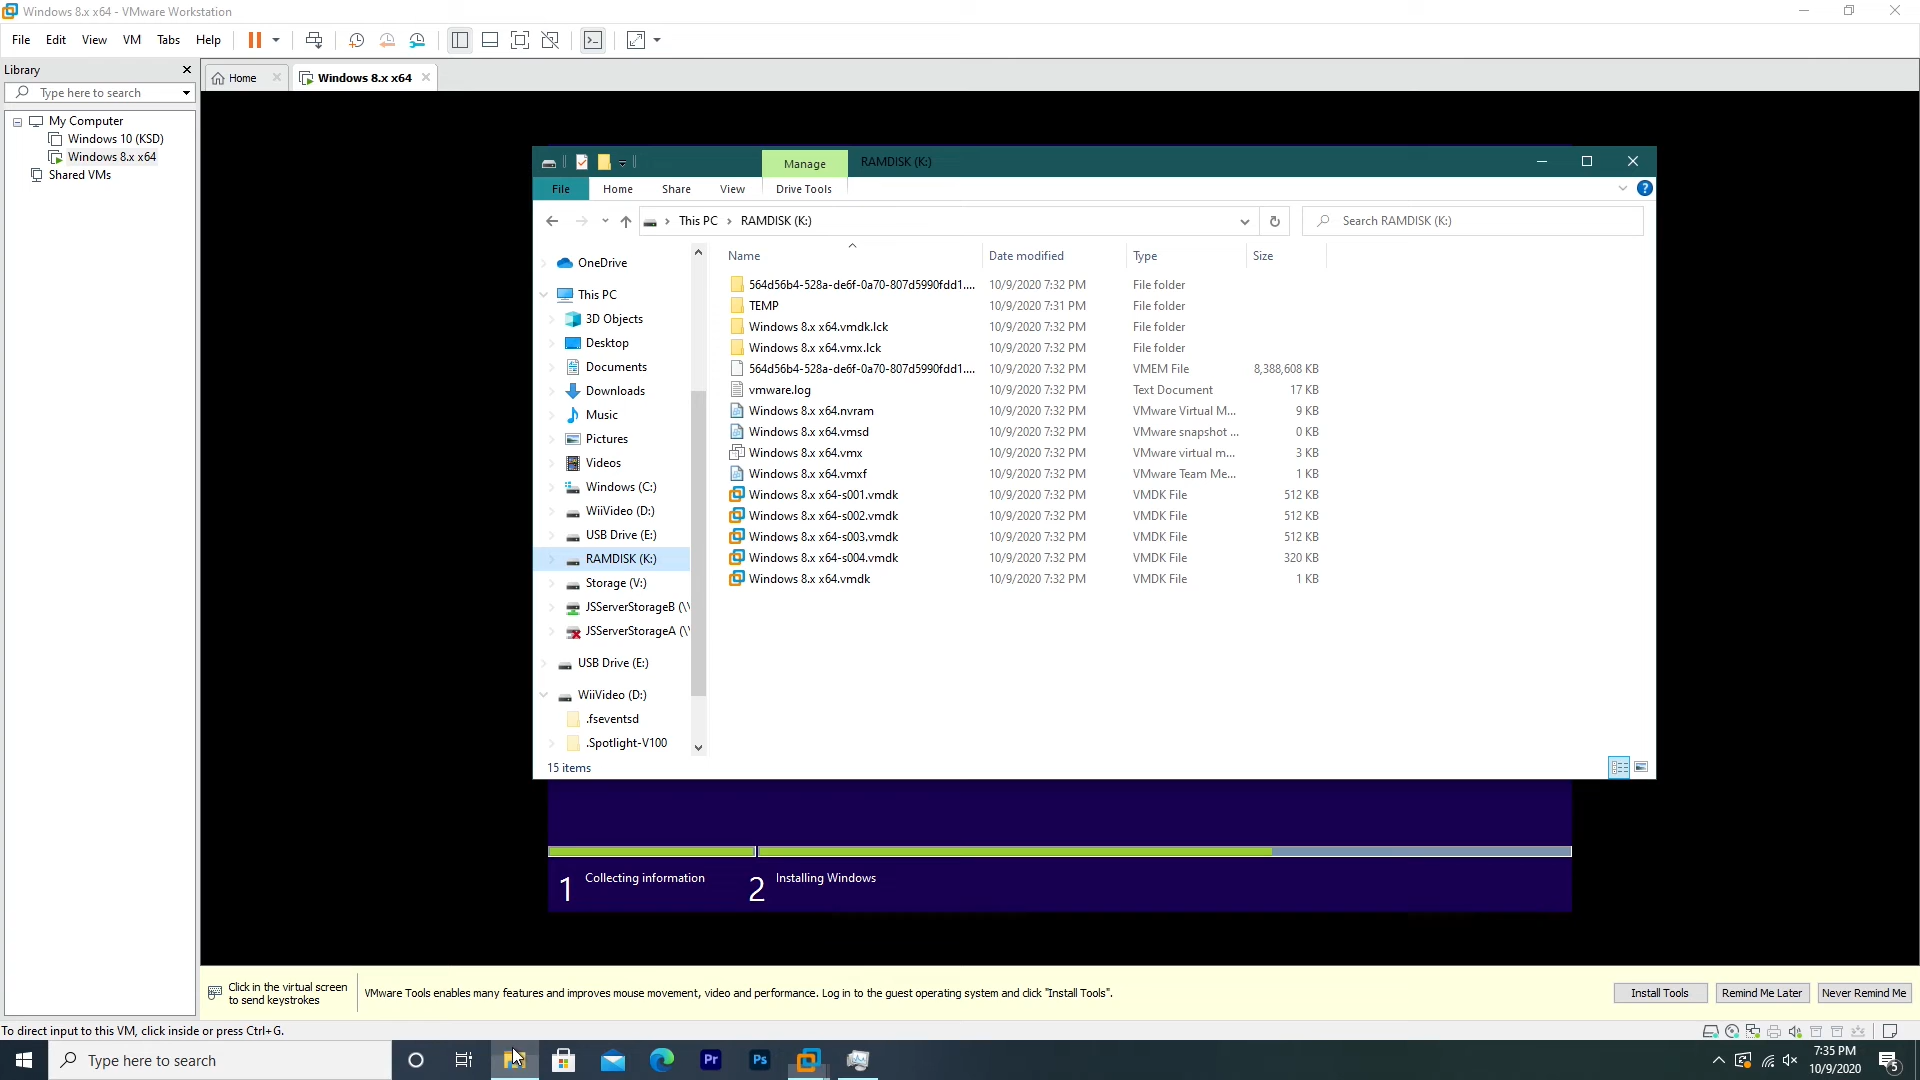 Windows 8.x x64 - VMware Workstation
File Edit View VM Tabs Help
Library
Home
Windows 8.x x64
Type here to search
My Computer
Windows 10 (KSD)
Windows 8.x x64
Shared VMs
Manage
RAMDISK (K:)
File Home Share View Drive Tools
This PC › RAMDISK (K:)
Search RAMDISK (K:)
OneDrive
This PC
3D Objects
Desktop
Documents
Downloads
Music
Pictures
Videos
Windows (C:)
WiiVideo (D:)
USB Drive (E:)
RAMDISK (K:)
Storage (V:)
JSServerStorageB (\\
JSServerStorageA (\\
USB Drive (E:)
WiiVideo (D:)
.fseventsd
.Spotlight-V100
Name Date modified Type Size
564d56b4-528a-de6f-0a70-807d5990fdd1.... 10/9/2020 7:32 PM File folder
TEMP 10/9/2020 7:31 PM File folder
Windows 8.x x64.vmdk.lck 10/9/2020 7:32 PM File folder
Windows 8.x x64.vmx.lck 10/9/2020 7:32 PM File folder
564d56b4-528a-de6f-0a70-807d5990fdd1.... 10/9/2020 7:32 PM VMEM File 8,388,608 KB
vmware.log 10/9/2020 7:32 PM Text Document 17 KB
Windows 8.x x64.nvram 10/9/2020 7:32 PM VMware Virtual M... 9 KB
Windows 8.x x64.vmsd 10/9/2020 7:32 PM VMware snapshot ... 0 KB
Windows 8.x x64.vmx 10/9/2020 7:32 PM VMware virtual m... 3 KB
Windows 8.x x64.vmxf 10/9/2020 7:32 PM VMware Team Me... 1 KB
Windows 8.x x64-s001.vmdk 10/9/2020 7:32 PM VMDK File 512 KB
Windows 8.x x64-s002.vmdk 10/9/2020 7:32 PM VMDK File 512 KB
Windows 8.x x64-s003.vmdk 10/9/2020 7:32 PM VMDK File 512 KB
Windows 8.x x64-s004.vmdk 10/9/2020 7:32 PM VMDK File 320 KB
Windows 8.x x64.vmdk 10/9/2020 7:32 PM VMDK File 1 KB
15 items
1 Collecting information
2 Installing Windows
Click in the virtual screen
to send keystrokes
VMware Tools enables many features and improves mouse movement, video and performance. Log in to the guest operating system and click "Install Tools".
Install Tools
Remind Me Later
Never Remind Me
To direct input to this VM, click inside or press Ctrl+G.
Type here to search
Pr
Ps
7:35 PM
10/9/2020
5